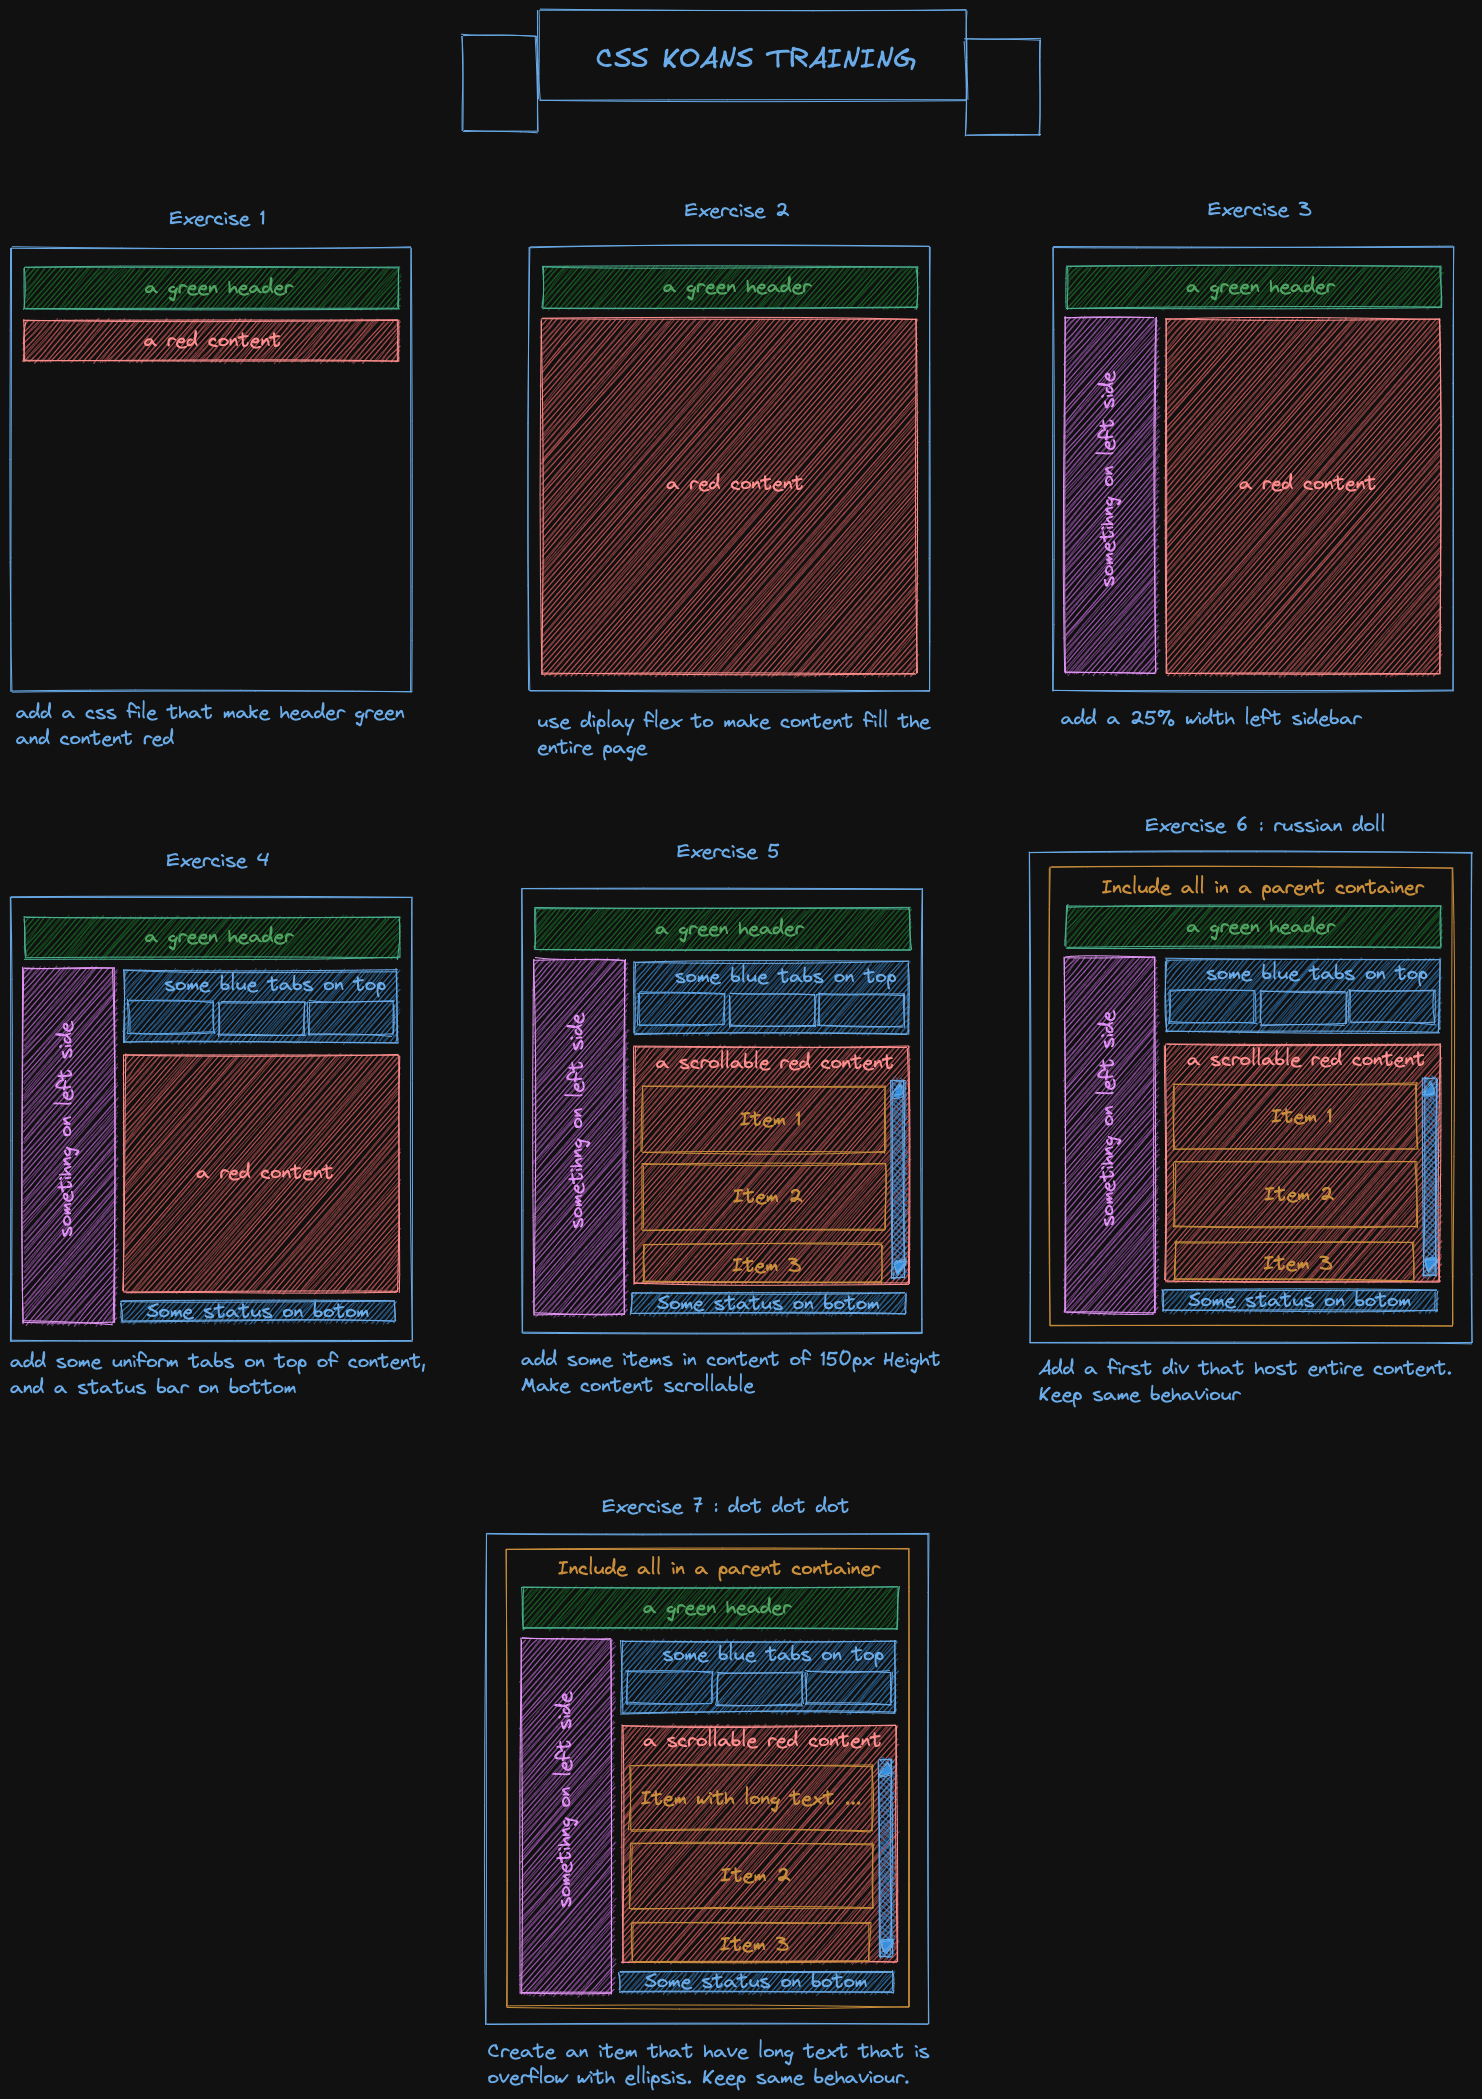 CSS KOANS TRAINING
Exercise 1
a green header
a red content
add a css file that make header green
and content red
Exercise 2
a green header
a red content
use diplay flex to make content fill the
entire page
Exercise 3
a green header
sometihng on left side
a red content
add a 25% width left sidebar
Exercise 4
a green header
sometihng on left side
some blue tabs on top
a red content
Some status on botom
add some uniform tabs on top of content,
and a status bar on bottom
Exercise 5
a green header
sometihng on left side
some blue tabs on top
a scrollable red content
Item 1
Item 2
Item 3
Some status on botom
add some items in content of 150px Height
Make content scrollable
Exercise 6 : russian doll
Include all in a parent container
a green header
sometihng on left side
some blue tabs on top
a scrollable red content
Item 1
Item 2
Item 3
Some status on botom
Add a first div that host entire content.
Keep same behaviour
Exercise 7 : dot dot dot
Include all in a parent container
a green header
sometihng on left side
some blue tabs on top
a scrollable red content
Item with long text ...
Item 2
Item 3
Some status on botom
Create an item that have long text that is
overflow with ellipsis. Keep same behaviour.